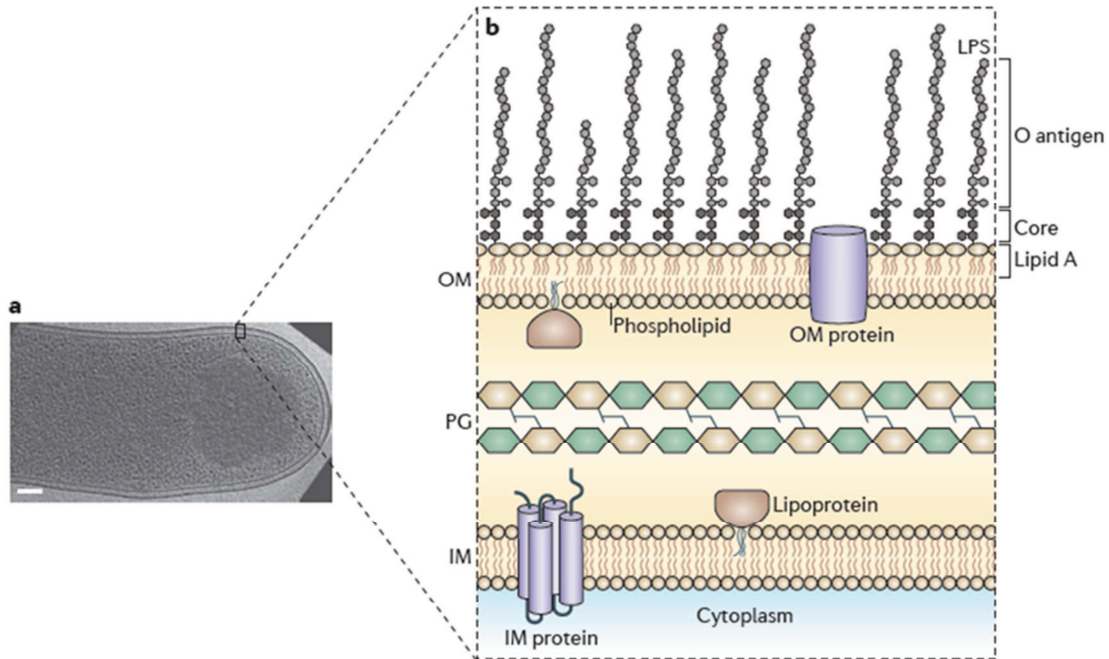 a
b
LPS
O antigen
Core
Lipid A
OM
Phospholipid
OM protein
PG
Lipoprotein
IM
Cytoplasm
IM protein